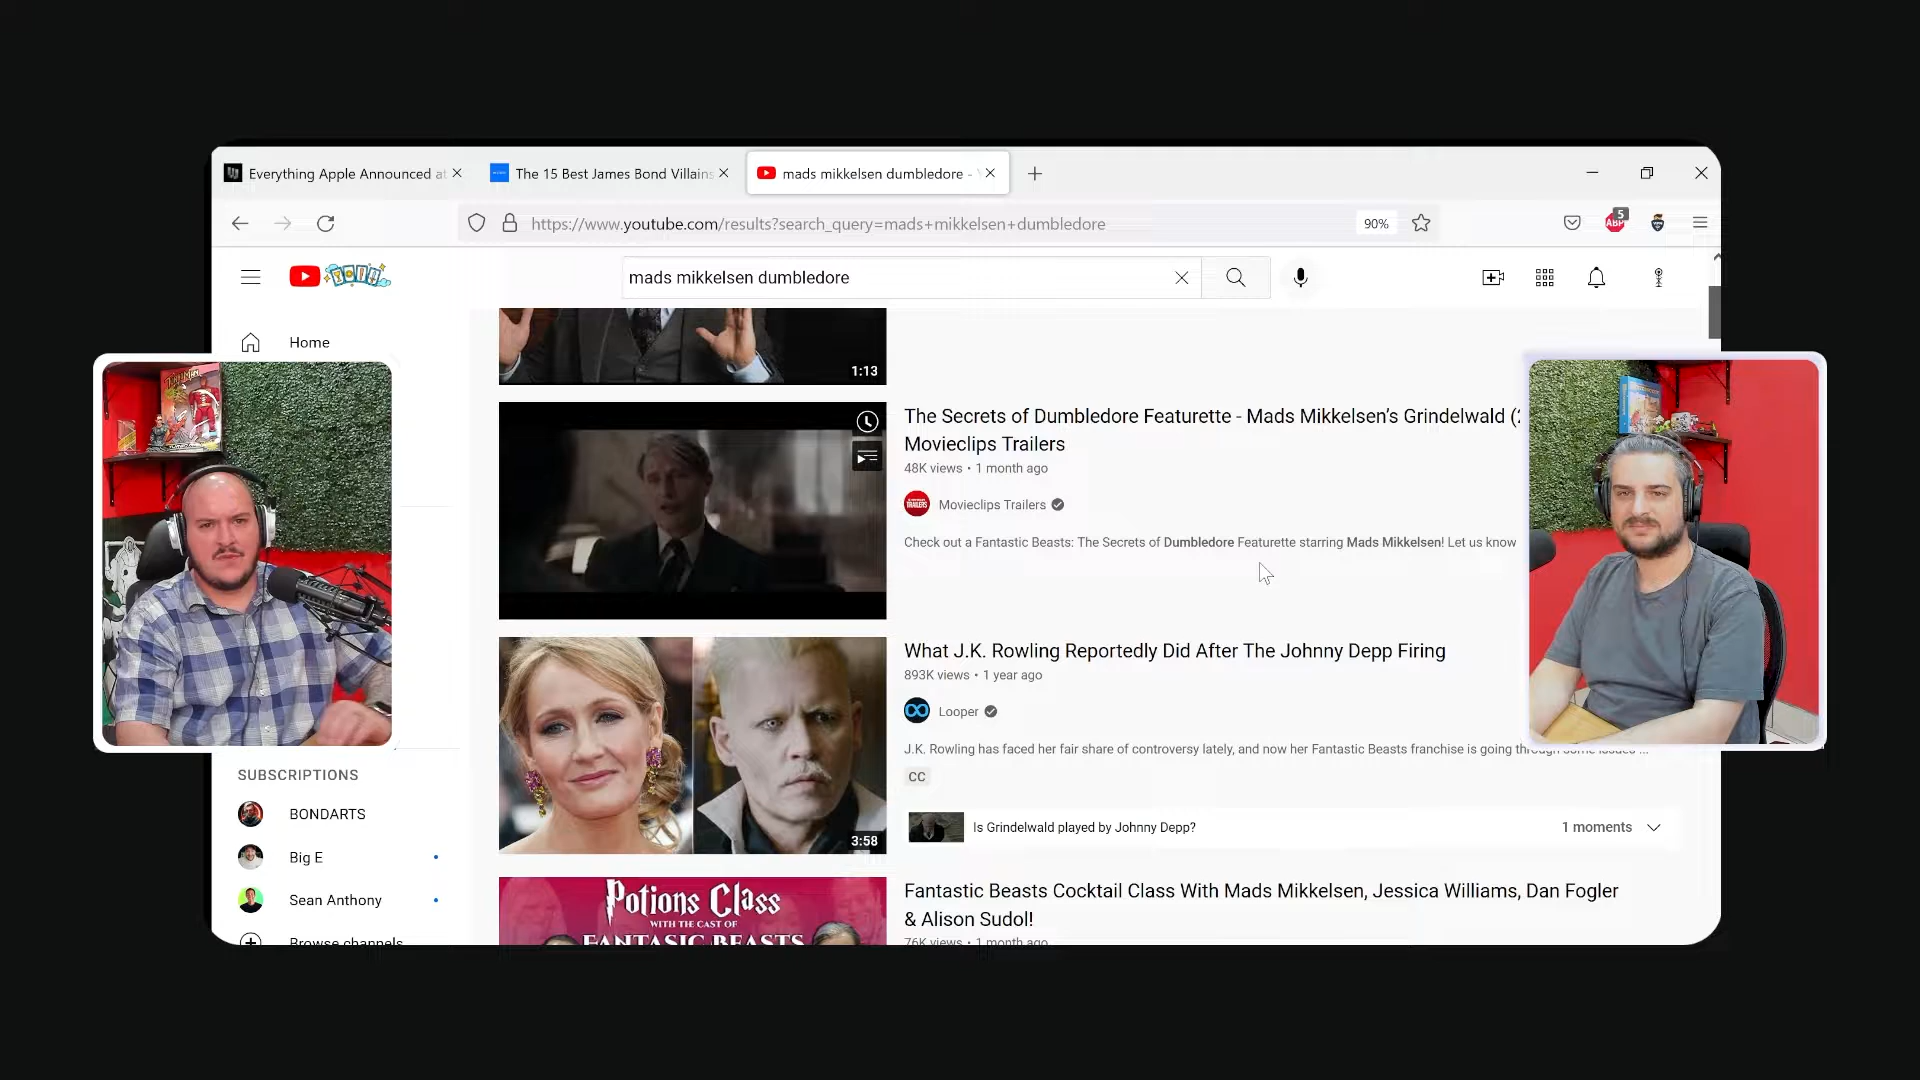 Everything Apple Announced at
The 15 Best James Bond Villains
mads mikkelsen dumbledore -
https://www.youtube.com/results?search_query=mads+mikkelsen+dumbledore
90%
5
ABP
mads mikkelsen dumbledore
Home
1:13
The Secrets of Dumbledore Featurette - Mads Mikkelsen’s Grindelwald (
Movieclips Trailers
48K views • 1 month ago
Movieclips Trailers
Check out a Fantastic Beasts: The Secrets of Dumbledore Featurette starring Mads Mikkelsen! Let us know
What J.K. Rowling Reportedly Did After The Johnny Depp Firing
893K views • 1 year ago
Looper
3:58
J.K. Rowling has faced her fair share of controversy lately, and now her Fantastic Beasts franchise is going through some issues ...
CC
Is Grindelwald played by Johnny Depp?
1 moments
SUBSCRIPTIONS
BONDARTS
Big E
Sean Anthony
Browse channels
Potions Class
WITH THE CAST OF
FANTASIC BEASTS
Fantastic Beasts Cocktail Class With Mads Mikkelsen, Jessica Williams, Dan Fogler
& Alison Sudol!
76K views • 1 month ago